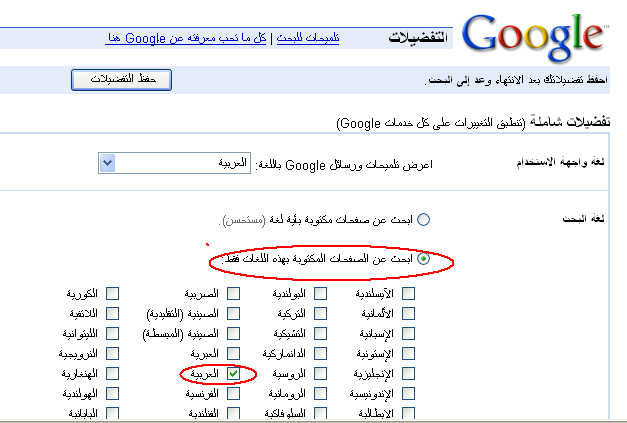 Google™
التفضيلات
تلميحات للبحث | كل ما تحب معرفته عن Google هنا
احفظ تفضيلاتك بعد الانتهاء وعد إلى البحث.
حفظ التفضيلات
تفضيلات شاملة (تنطبق التغييرات على كل خدمات Google)
لغة واجهة الاستخدام
اعرض تلميحات ورسائل Google باللغة: العربية
لغة البحث
ابحث عن صفحات مكتوبة بأية لغة (مستحسن).
ابحث عن الصفحات المكتوبة بهذه اللغات فقط:
الآيسلندية البولندية الصربية الكورية
الألمانية التركية الصينية (التقليدية) اللاتفية
الإسبانية التشيكية الصينية (المبسطة) الليتوانية
الإستونية الدانماركية العبرية النرويجية
الإنجليزية الروسية العربية الهنغارية
الإندونيسية الرومانية الفرنسية الهولندية
الايطالية السلوفاكية الفنلندية اليابانية